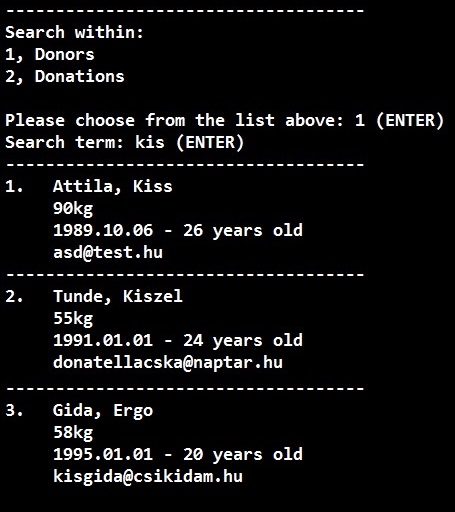 ------------------------------------
Search within:
1, Donors
2, Donations
Please choose from the list above: 1 (ENTER)
Search term: kis (ENTER)
------------------------------------
1. Attila, Kiss
90kg
1989.10.06 - 26 years old
asd@test.hu
------------------------------------
2. Tunde, Kiszel
55kg
1991.01.01 - 24 years old
donatellacska@naptar.hu
------------------------------------
3. Gida, Ergo
58kg
1995.01.01 - 20 years old
kisgida@csikidam.hu